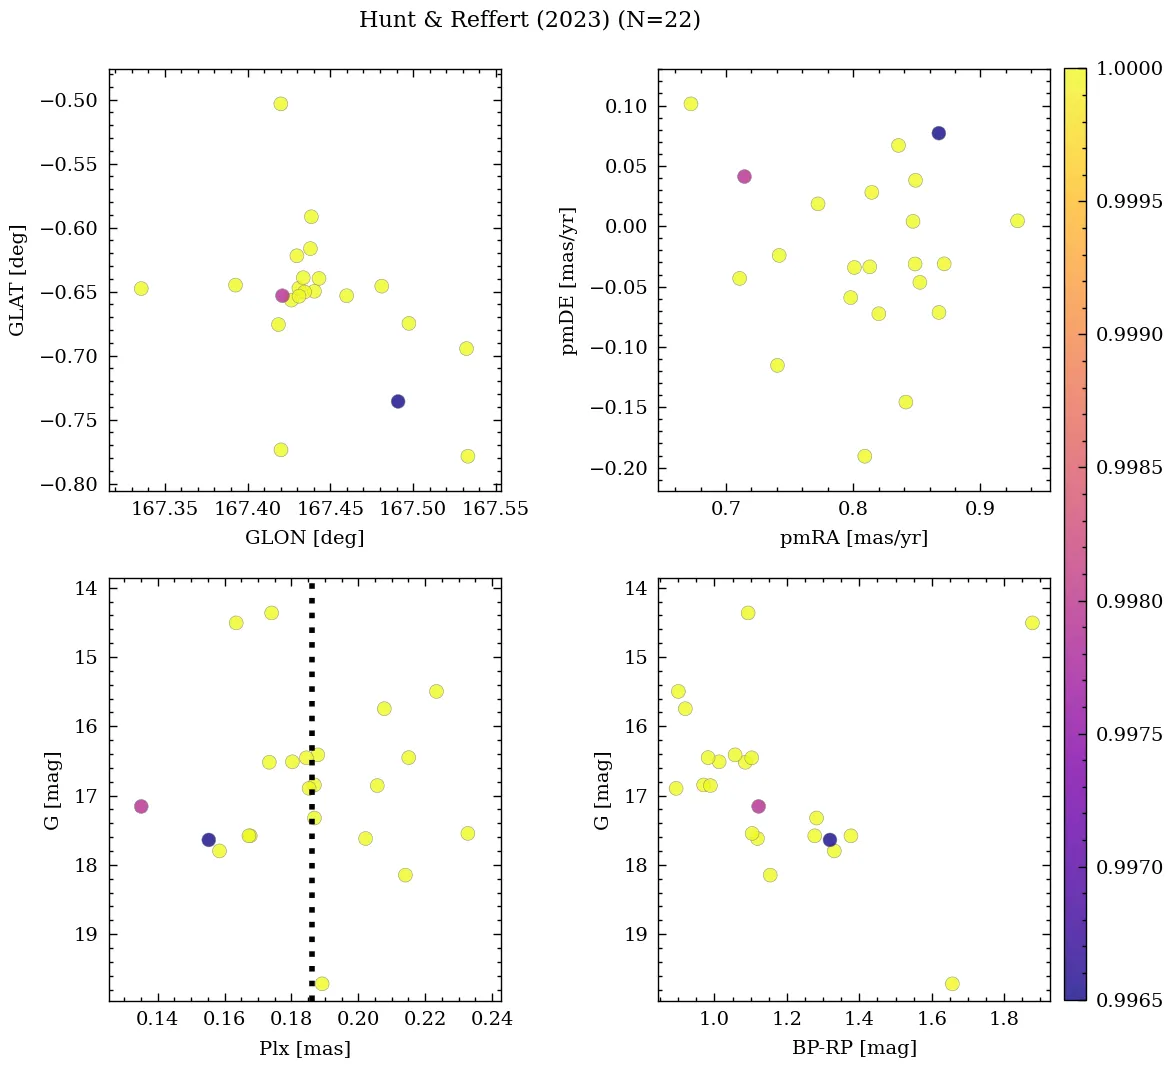 Hunt & Reffert (2023) (N=22)
−0.50
−0.55
−0.60
−0.65
−0.70
−0.75
−0.80
GLAT [deg]
167.35 167.40 167.45 167.50 167.55
GLON [deg]
0.10
0.05
0.00
−0.05
−0.10
−0.15
−0.20
pmDE [mas/yr]
0.7 0.8 0.9
pmRA [mas/yr]
14
15
16
17
18
19
G [mag]
0.14 0.16 0.18 0.20 0.22 0.24
Plx [mas]
14
15
16
17
18
19
G [mag]
1.0 1.2 1.4 1.6 1.8
BP-RP [mag]
1.0000
0.9995
0.9990
0.9985
0.9980
0.9975
0.9970
0.9965